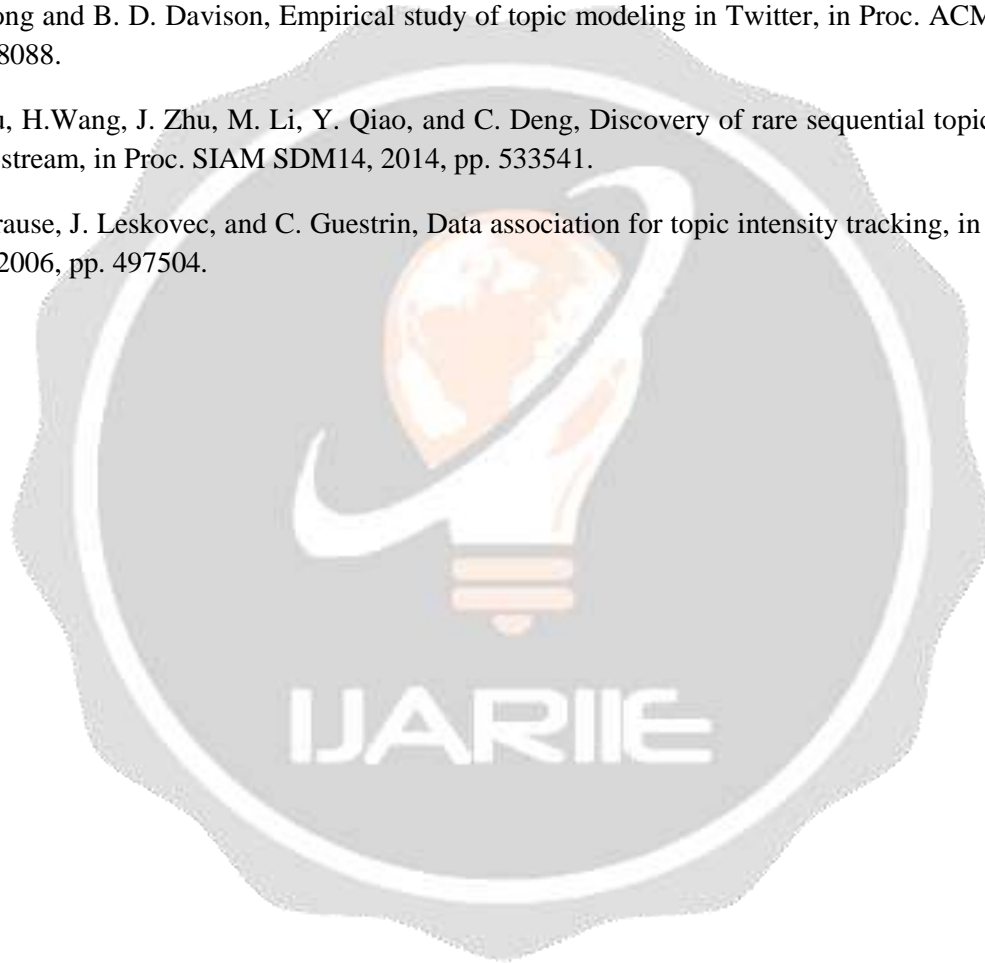 ong and B. D. Davison, Empirical study of topic modeling in Twitter, in Proc. ACM
8088.
u, H.Wang, J. Zhu, M. Li, Y. Qiao, and C. Deng, Discovery of rare sequential topic
stream, in Proc. SIAM SDM14, 2014, pp. 533541.
rause, J. Leskovec, and C. Guestrin, Data association for topic intensity tracking, in
2006, pp. 497504.
IJARIIE